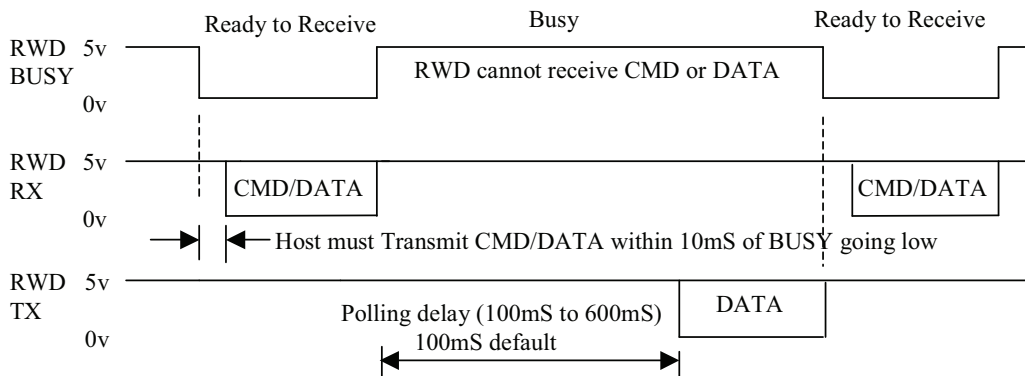 Ready to Receive
Busy
Ready to Receive
RWD 5v
BUSY
0v
RWD cannot receive CMD or DATA
RWD 5v
RX
0v
CMD/DATA
CMD/DATA
Host must Transmit CMD/DATA within 10mS of BUSY going low
RWD 5v
TX
0v
DATA
Polling delay (100mS to 600mS)
100mS default